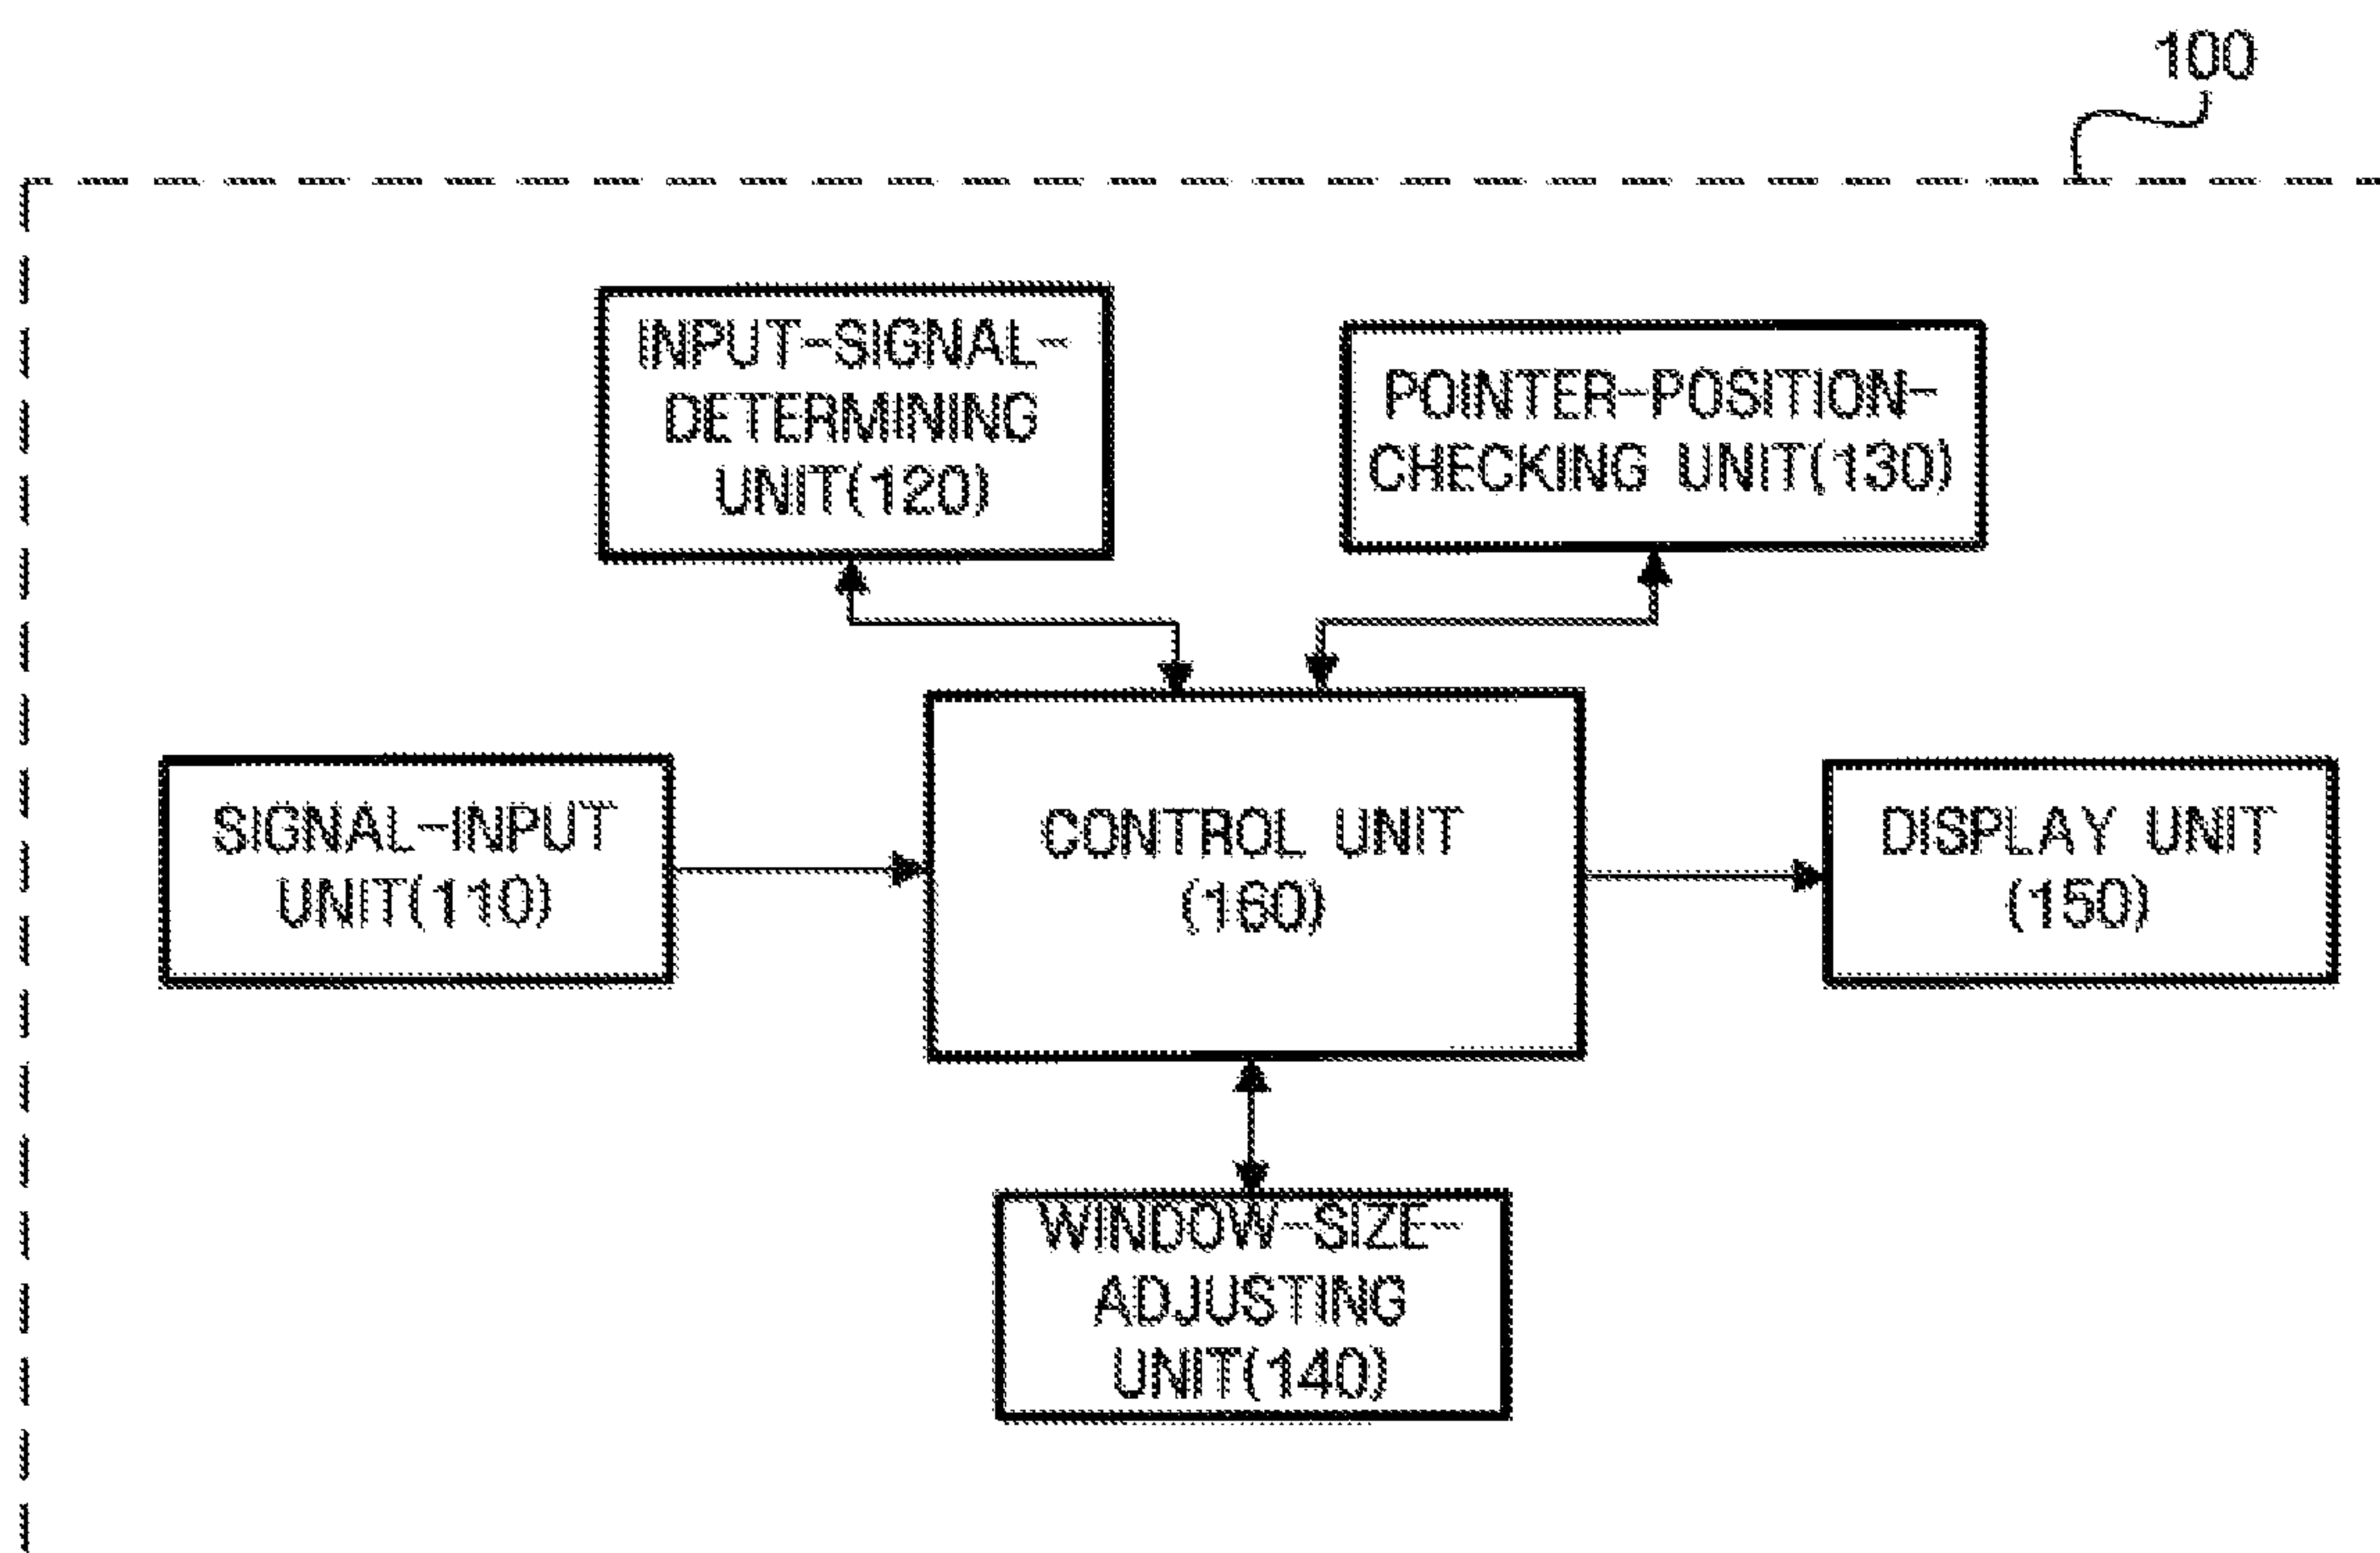 100
INPUT-SIGNAL-
DETERMINING
UNIT(120)
POINTER-POSITION-
CHECKING UNIT(130)
SIGNAL-INPUT
UNIT(110)
CONTROL UNIT
(160)
DISPLAY UNIT
(150)
WINDOW-SIZE-
ADJUSTING
UNIT(140)